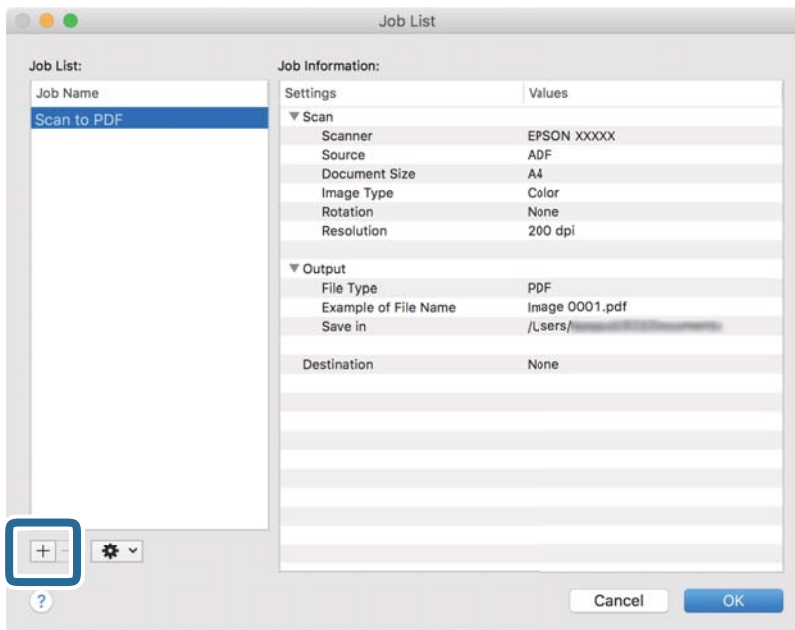 Job List
Job List:
Job Name
Scan to PDF
Job Information:
Settings Values
Scan
Scanner EPSON XXXXX
Source ADF
Document Size A4
Image Type Color
Rotation None
Resolution 200 dpi
Output
File Type PDF
Example of File Name Image 0001.pdf
Save in /Users/
Destination None
+ -
?
Cancel OK